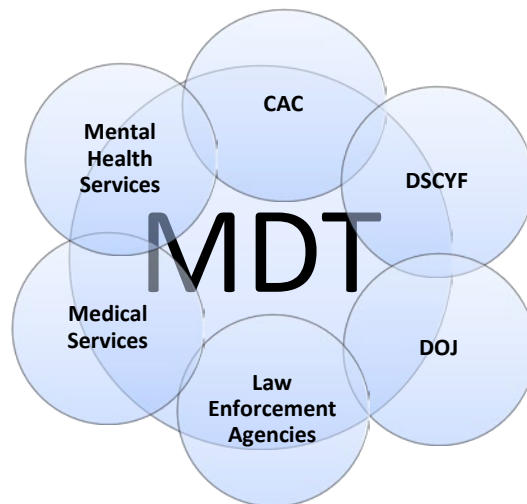 CAC
Mental
Health
Services
DSCYF
MDT
Medical
Services
DOJ
Law
Enforcement
Agencies